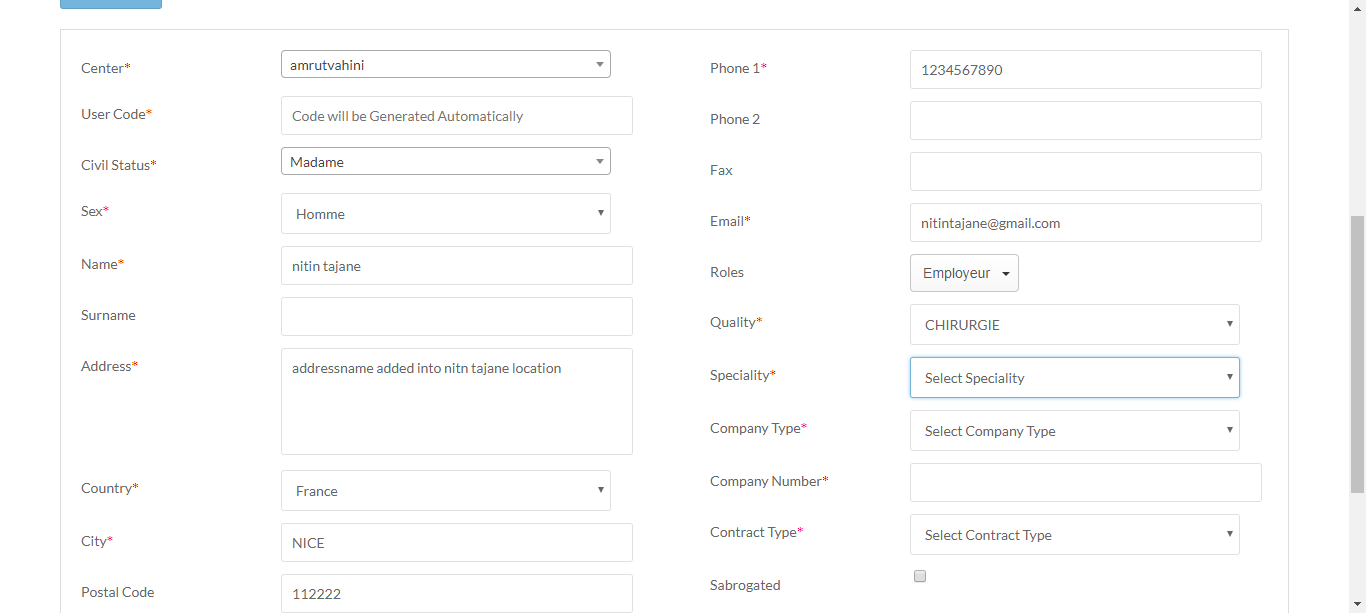 Center*
amrutvahini
User Code*
Code will be Generated Automatically
Civil Status*
Madame
Sex*
Homme
Name*
nitin tajane
Surname
Address*
addressname added into nitn tajane location
Country*
France
City*
NICE
Postal Code
112222
Phone 1*
1234567890
Phone 2
Fax
Email*
nitintajane@gmail.com
Roles
Employeur
Quality*
CHIRURGIE
Speciality*
Select Speciality
Company Type*
Select Company Type
Company Number*
Contract Type*
Select Contract Type
Sabrogated